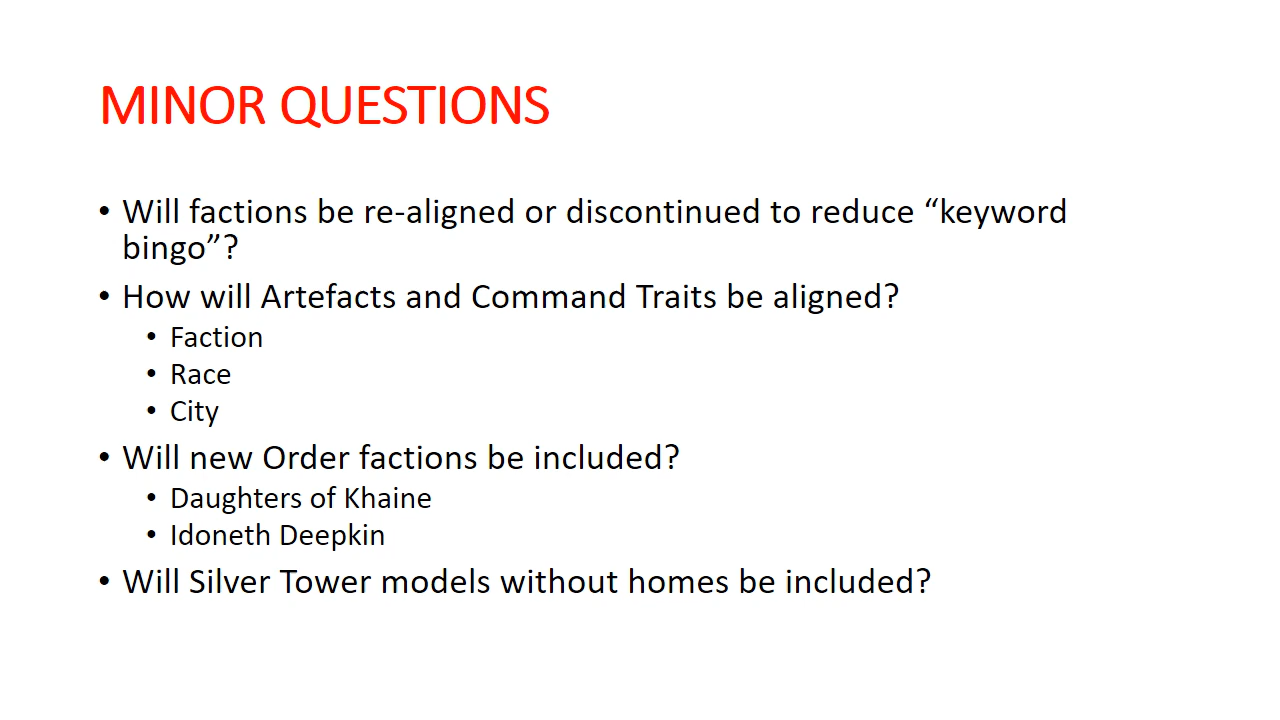 MINOR QUESTIONS
• Will factions be re-aligned or discontinued to reduce “keyword
bingo”?
• How will Artefacts and Command Traits be aligned?
• Faction
• Race
• City
• Will new Order factions be included?
• Daughters of Khaine
• Idoneth Deepkin
• Will Silver Tower models without homes be included?